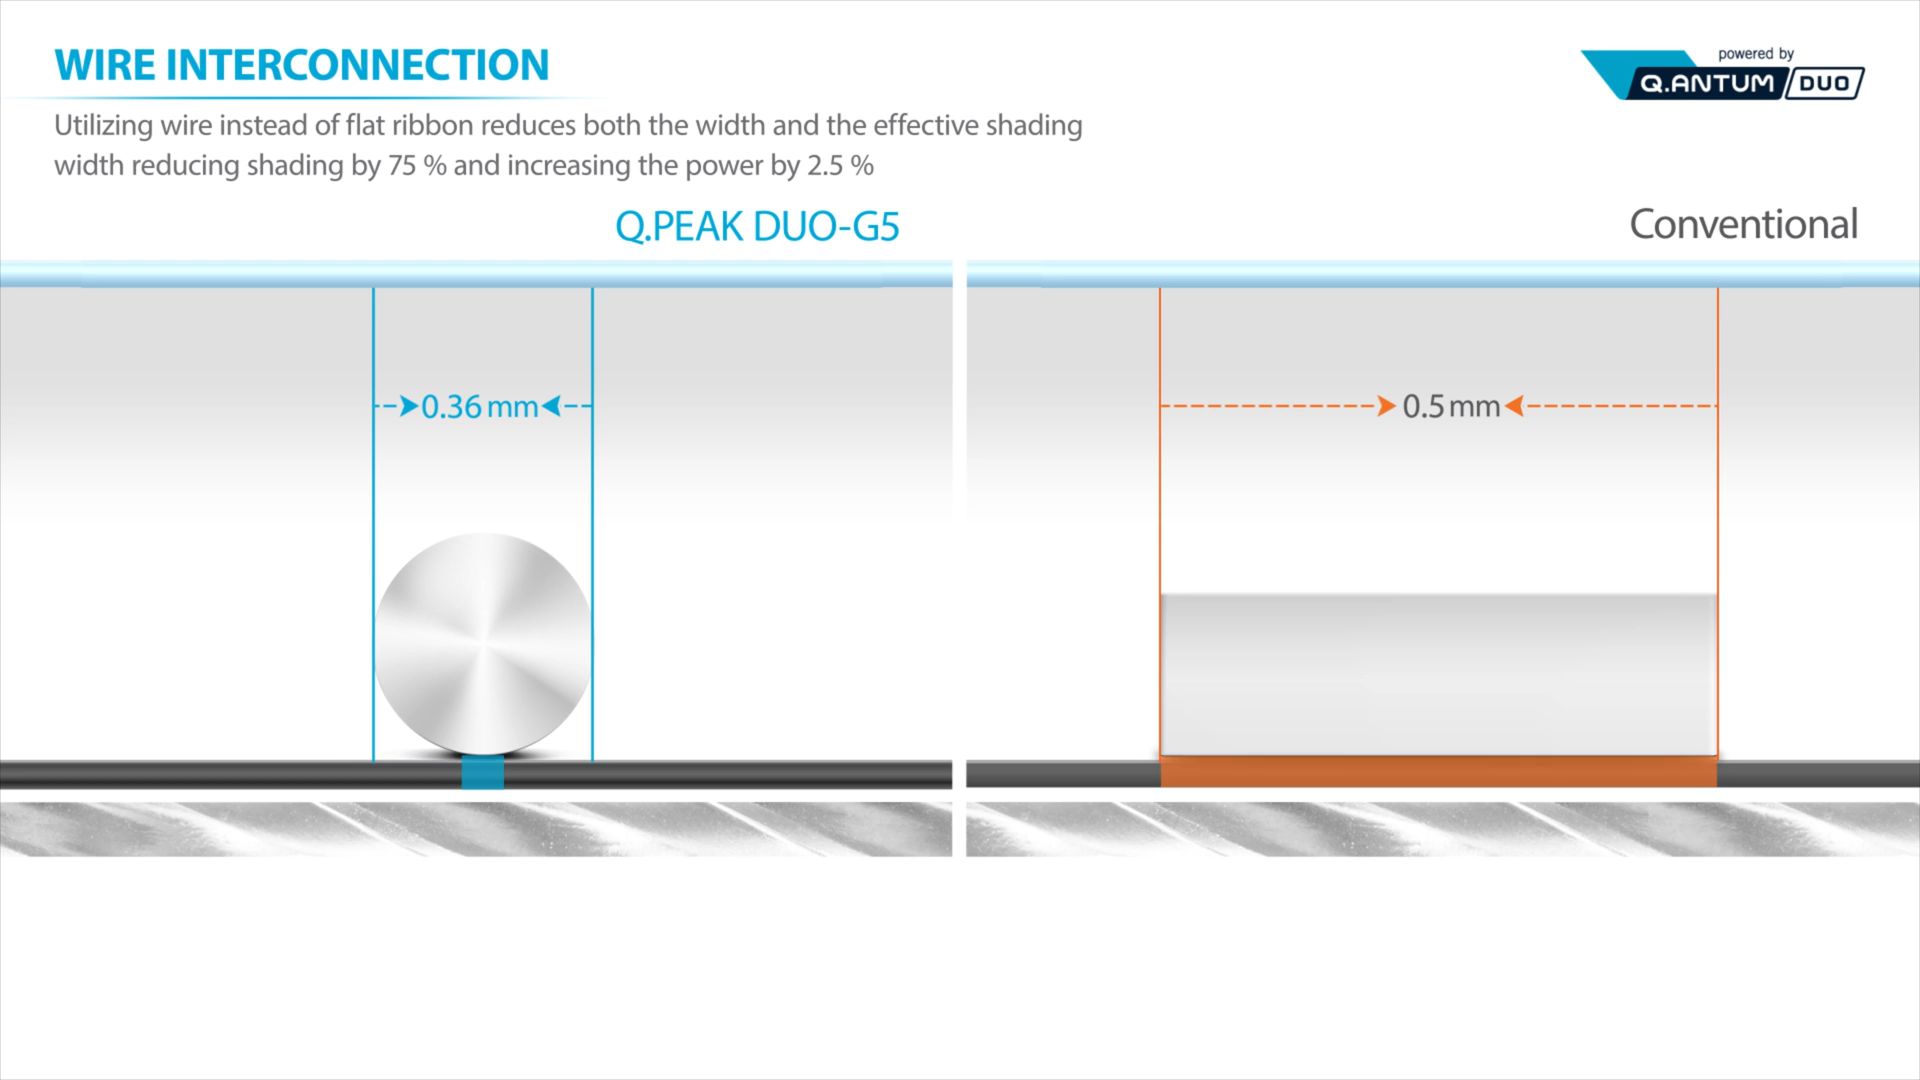 WIRE INTERCONNECTION
powered by
Q.ANTUM DUO
Utilizing wire instead of flat ribbon reduces both the width and the effective shading
width reducing shading by 75 % and increasing the power by 2.5 %
Q.PEAK DUO-G5
Conventional
0.36 mm
0.5 mm